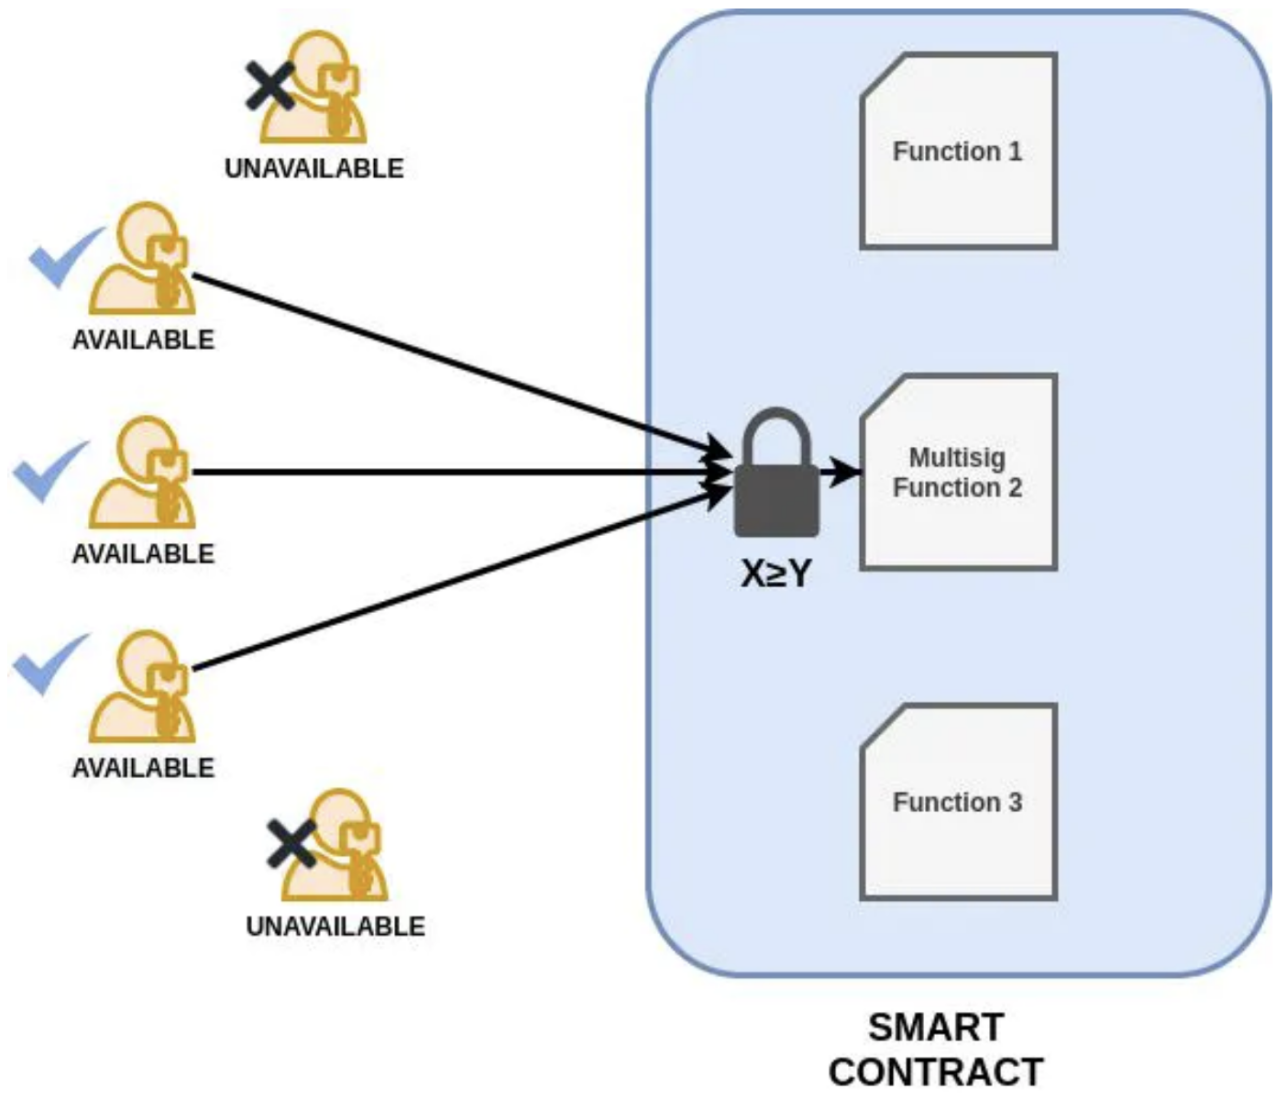 UNAVAILABLE
Function 1
AVAILABLE
Multisig
Function 2
AVAILABLE
X≥Y
AVAILABLE
Function 3
UNAVAILABLE
SMART
CONTRACT